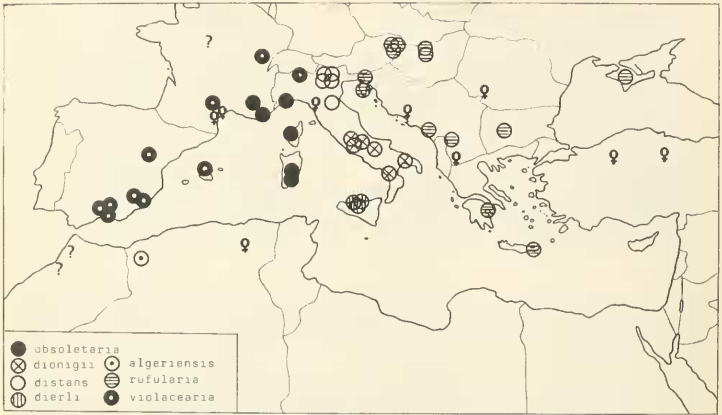 ?
?
?
obsoletaria
dionigii
distans
dierli
algeriensis
rufularia
violacearia